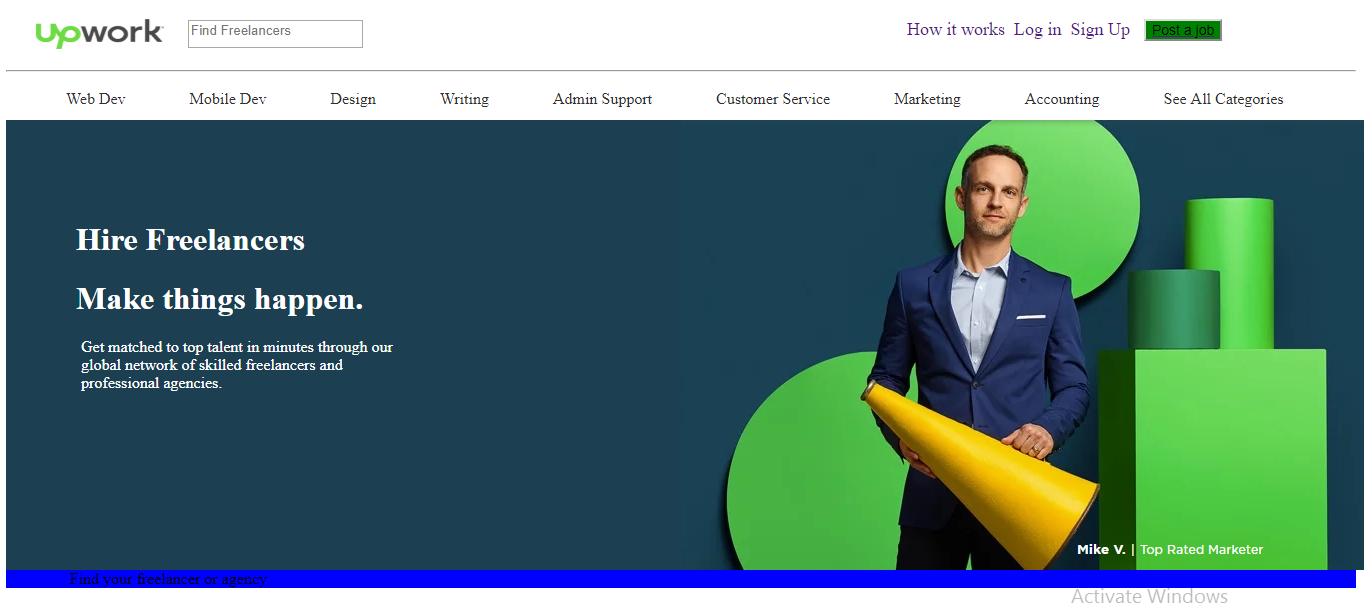 upwork
Find Freelancers
How it works Log in Sign Up Post a job
Web Dev Mobile Dev Design Writing Admin Support Customer Service Marketing Accounting See All Categories
Hire Freelancers
Make things happen.
Get matched to top talent in minutes through our
global network of skilled freelancers and
professional agencies.
Mike V. | Top Rated Marketer
Find your freelancer or agency
Activate Windows